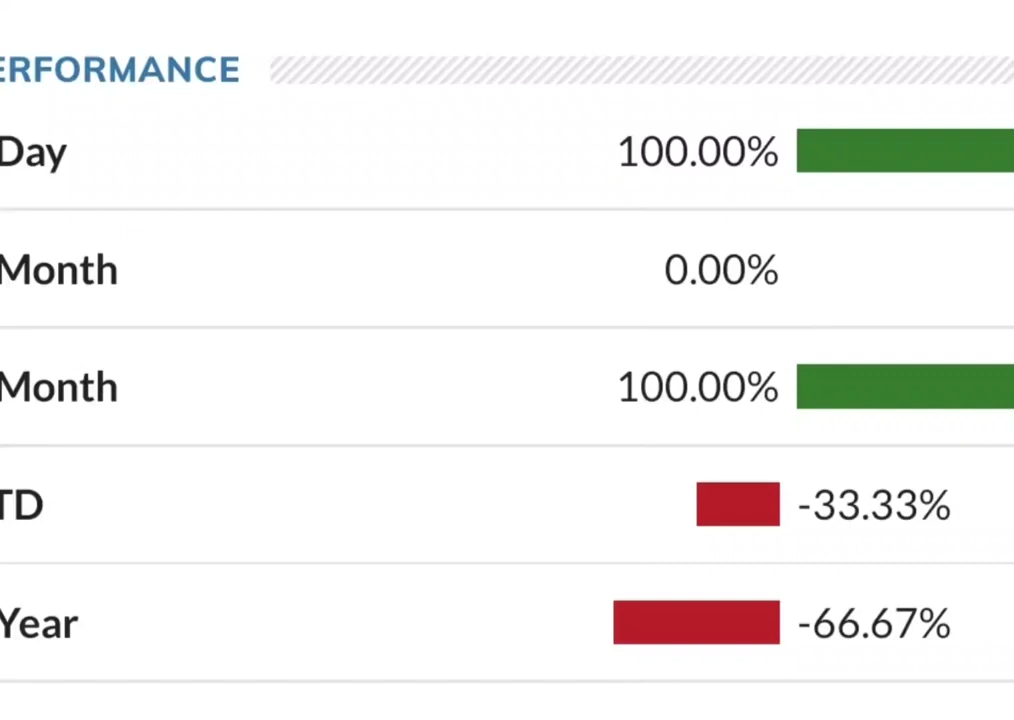 ERFORMANCE
Day 100.00%
Month 0.00%
Month 100.00%
TD -33.33%
Year -66.67%